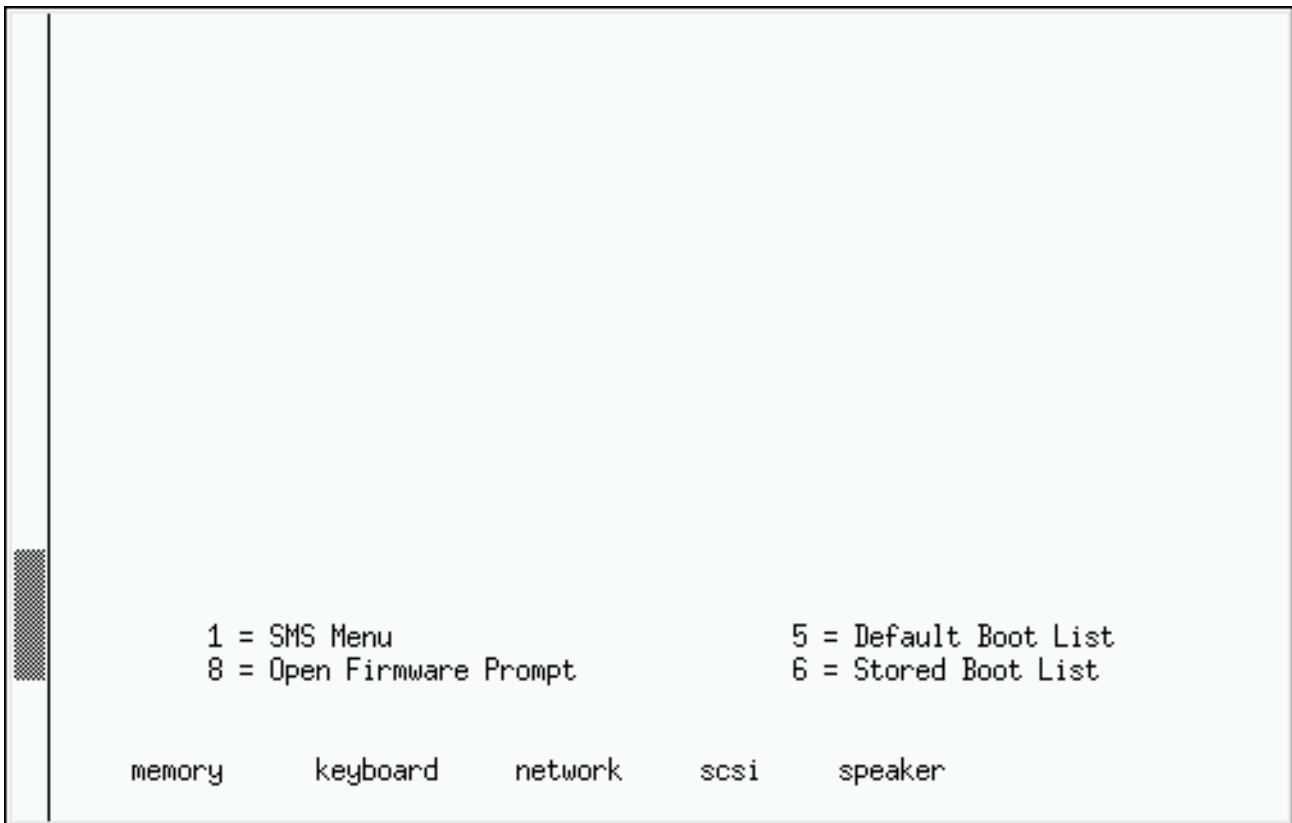 1 = SMS Menu 5 = Default Boot List
8 = Open Firmware Prompt 6 = Stored Boot List
memory keyboard network scsi speaker